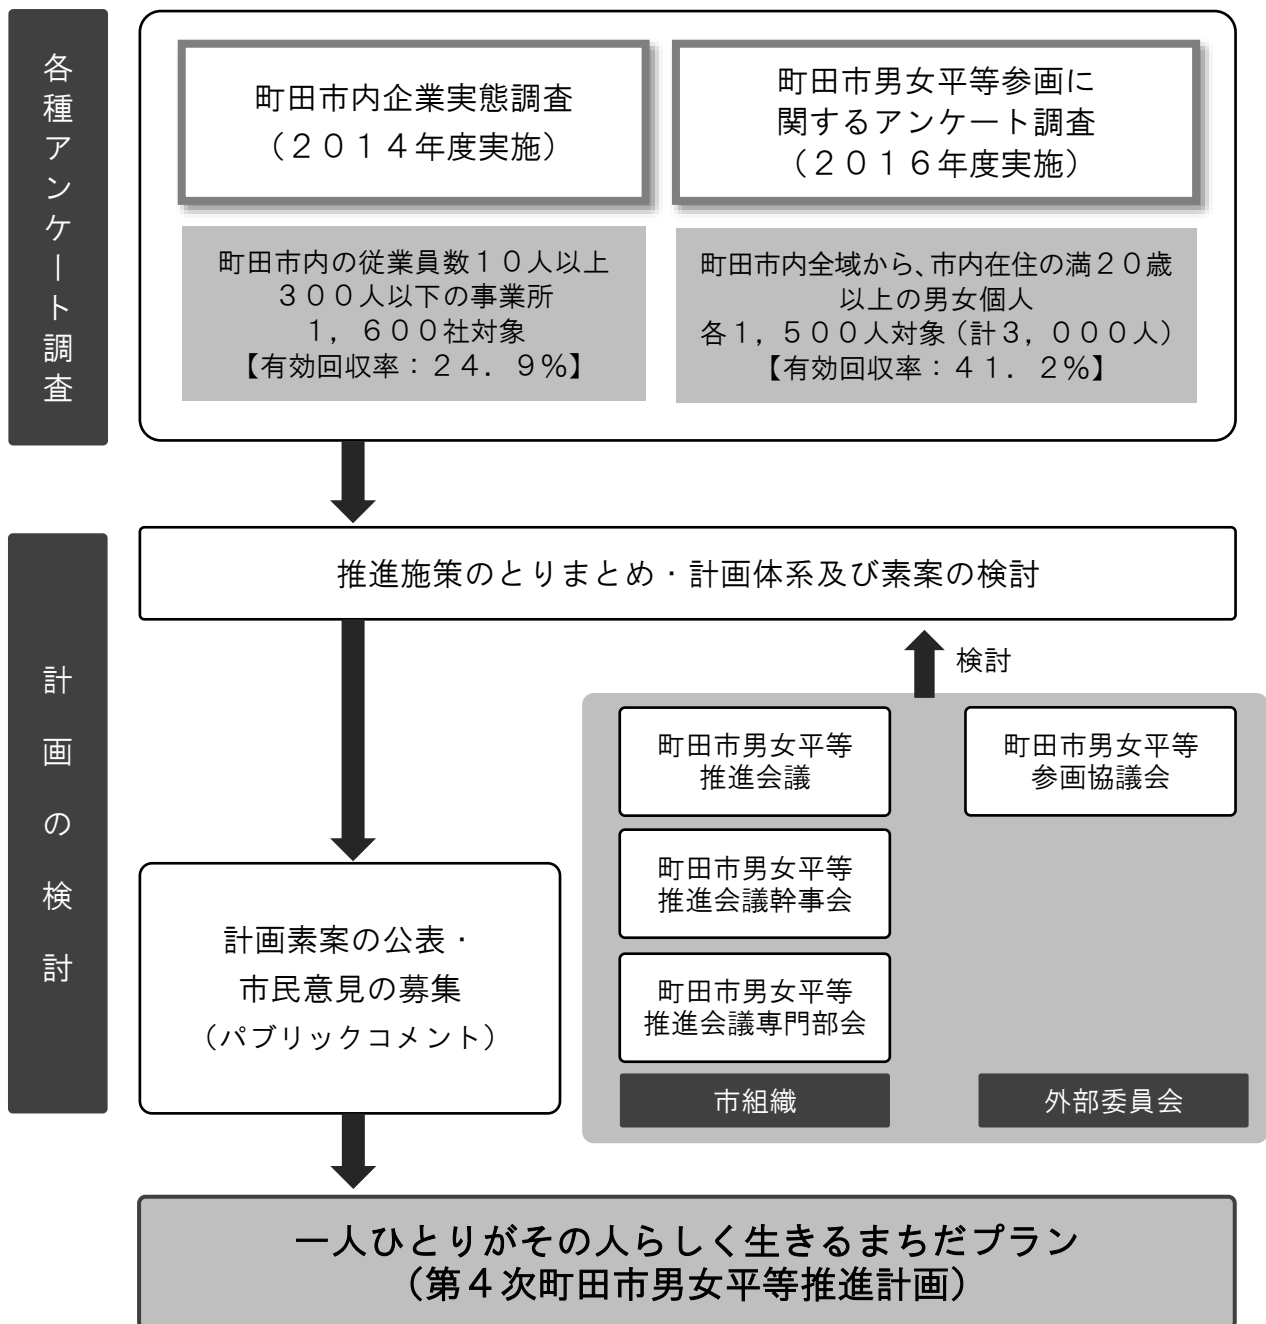 各種アンケート調査
町田市内企業実態調査
（２０１４年度実施）
町田市男女平等参画に
関するアンケート調査
（２０１６年度実施）
町田市内の従業員数１０人以上
３００人以下の事業所
１，６００社対象
【有効回収率：２４．９％】
町田市内全域から、市内在住の満２０歳
以上の男女個人
各１，５００人対象（計３，０００人）
【有効回収率：４１．２％】
計画の検討
推進施策のとりまとめ・計画体系及び素案の検討
検討
町田市男女平等
推進会議
町田市男女平等
参画協議会
町田市男女平等
推進会議幹事会
町田市男女平等
推進会議専門部会
市組織
外部委員会
計画素案の公表・
市民意見の募集
（パブリックコメント）
一人ひとりがその人らしく生きるまちだプラン
（第４次町田市男女平等推進計画）